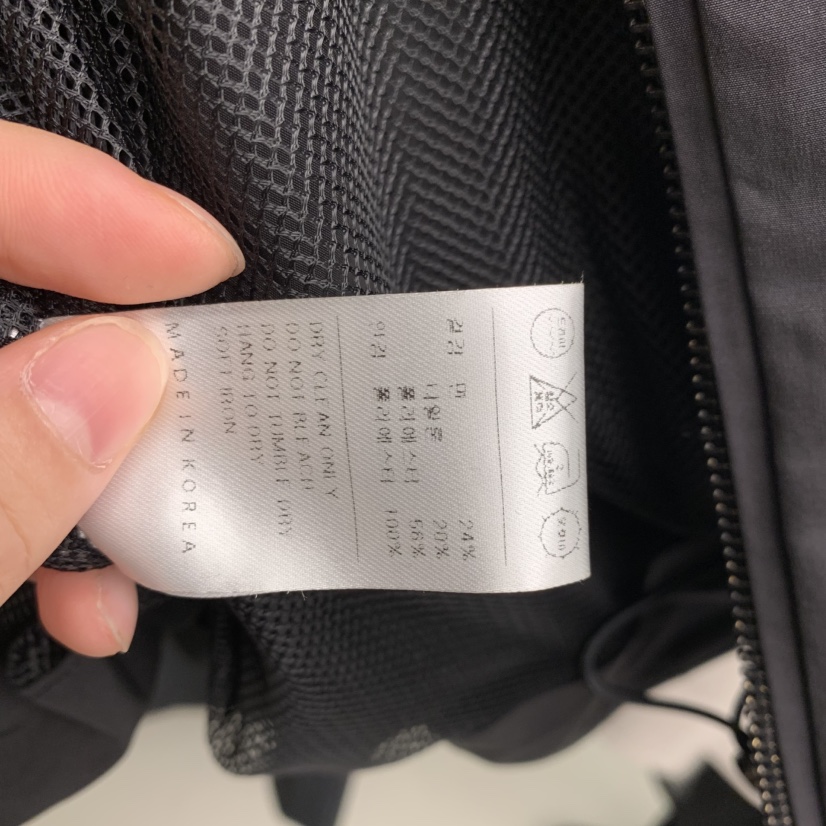 겉감 면 24%
나일론 20%
폴리에스터 56%
안감 폴리에스터 100%
DRY CLEAN ONLY
DO NOT BLEACH
DO NOT TUMBLE DRY
HANG TO DRY
SOFT IRON
MADE IN KOREA